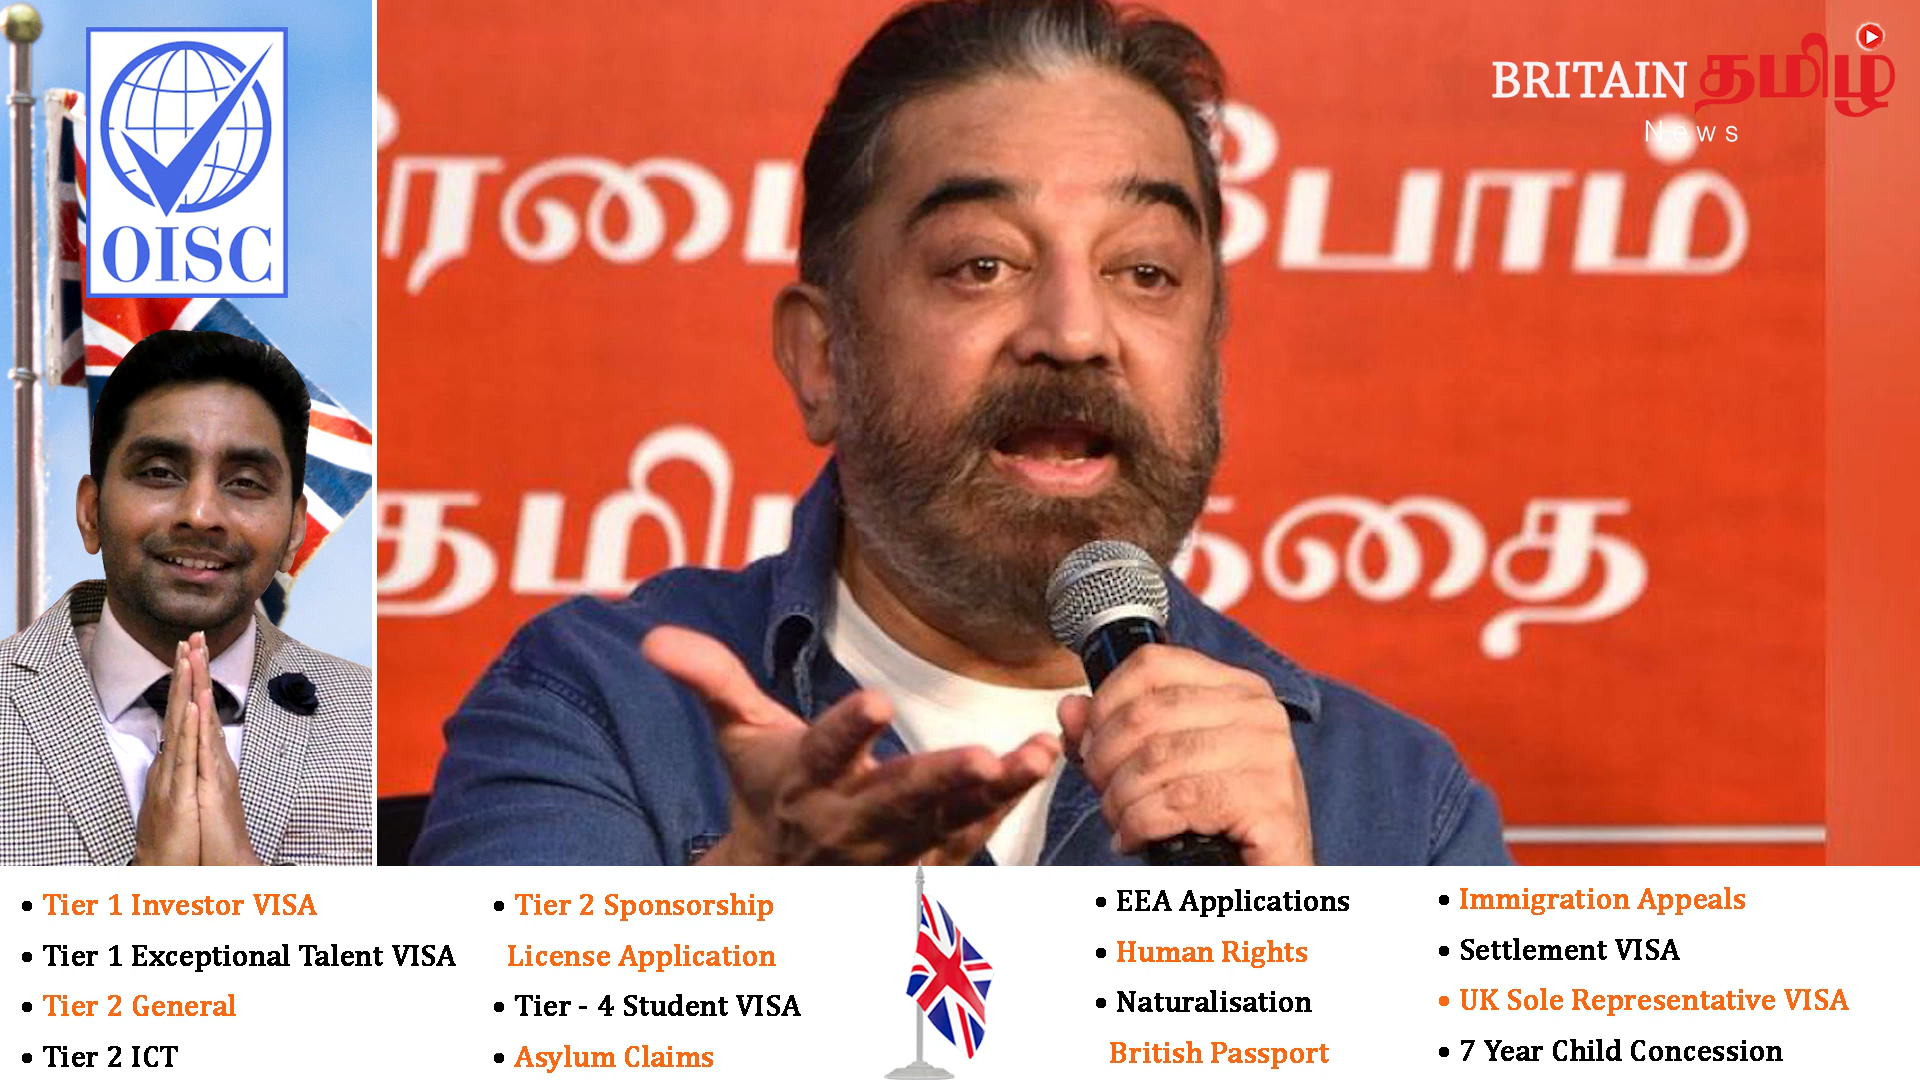 OISC
BRITAIN தமிழ்
News
போம்
• Tier 1 Investor VISA
• Tier 1 Exceptional Talent VISA
• Tier 2 General
• Tier 2 ICT
• Tier 2 Sponsorship
License Application
• Tier - 4 Student VISA
• Asylum Claims
• EEA Applications
• Human Rights
• Naturalisation
British Passport
• Immigration Appeals
• Settlement VISA
• UK Sole Representative VISA
• 7 Year Child Concession